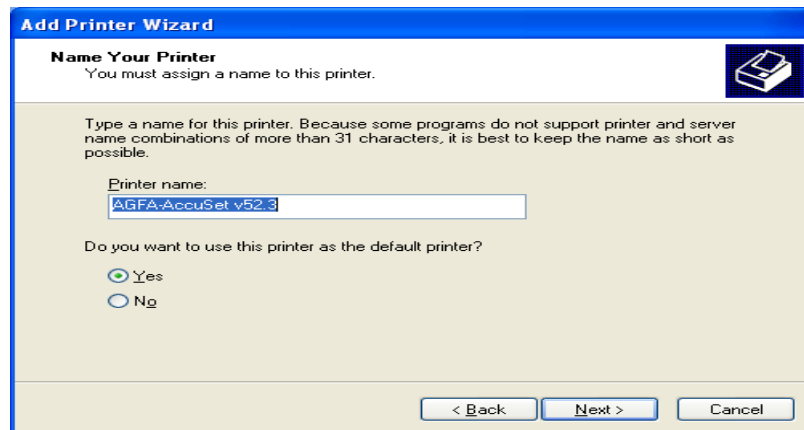 Add Printer Wizard
Name Your Printer
You must assign a name to this printer.
Type a name for this printer. Because some programs do not support printer and server
name combinations of more than 31 characters, it is best to keep the name as short as
possible.
Printer name:
AGFA-AccuSet v52.3
Do you want to use this printer as the default printer?
Yes
No
< Back
Next >
Cancel